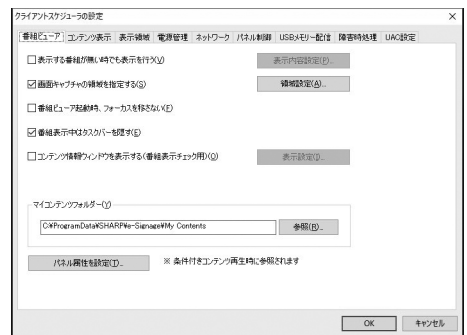 クライアントスケジューラの設定
番組ビューア コンテンツ表示 表示領域 電源管理 ネットワーク パネル制御 USBメモリー配信 障害時処理 UAC設定
表示する番組が無い時でも表示を行う(V) 表示内容設定(P)...
画面キャプチャの領域を指定する(S) 領域設定(A)...
番組ビューア起動時、フォーカスを移さない(F)
番組表示中はタスクバーを隠す(E)
コンテンツ情報ウィンドウを表示する(番組表示チェック用)(O) 表示設定(I)...
マイコンテンツフォルダー(Y)
C:¥ProgramData¥SHARP¥e-Signage¥My Contents 参照(R)...
パネル属性を設定(T)... ※ 条件付きコンテンツ再生時に参照されます
OK キャンセル